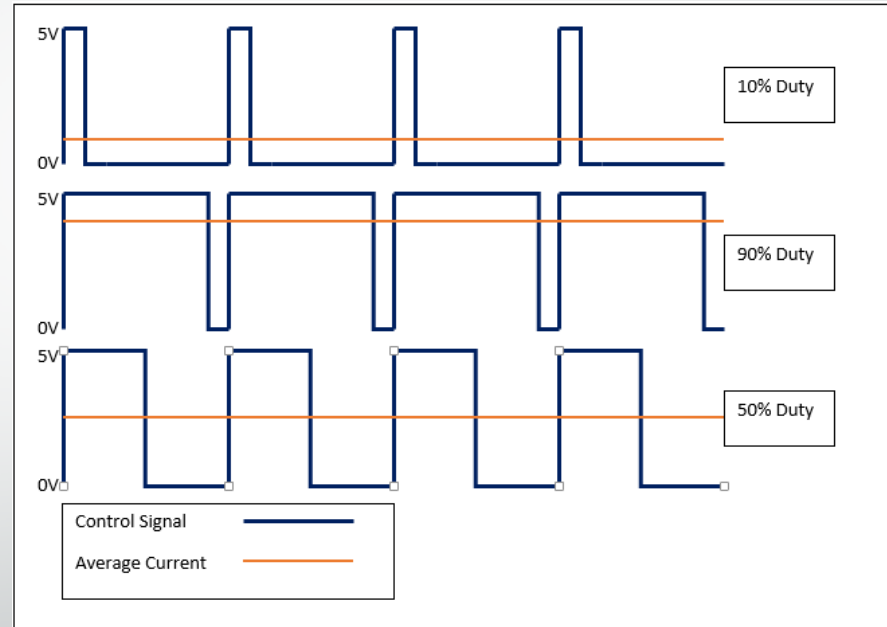 5V
10% Duty
0V
5V
90% Duty
0V
5V
50% Duty
0V
Control Signal
Average Current